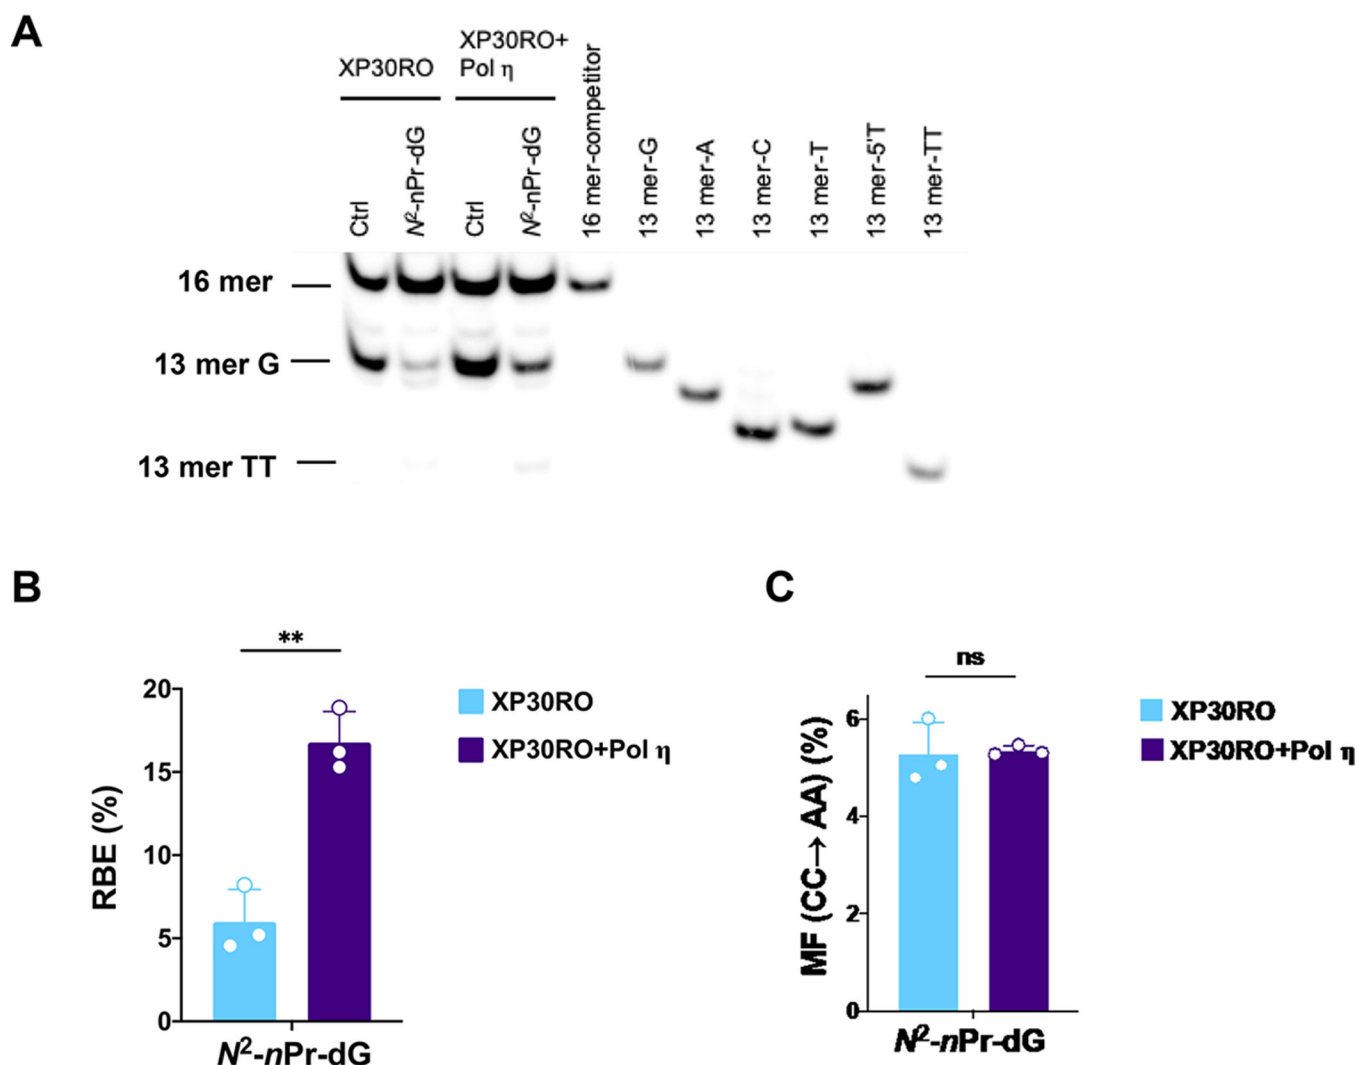 A
XP30RO
XP30RO+
Pol η
Ctrl
N²-nPr-dG
Ctrl
N²-nPr-dG
16 mer-competitor
13 mer-G
13 mer-A
13 mer-C
13 mer-T
13 mer-5'T
13 mer-TT
16 mer
13 mer G
13 mer TT
B
**
20
15
10
5
0
RBE (%)
N²-nPr-dG
XP30RO
XP30RO+Pol η
C
ns
6
4
2
0
MF (CC→AA) (%)
N²-nPr-dG
XP30RO
XP30RO+Pol η